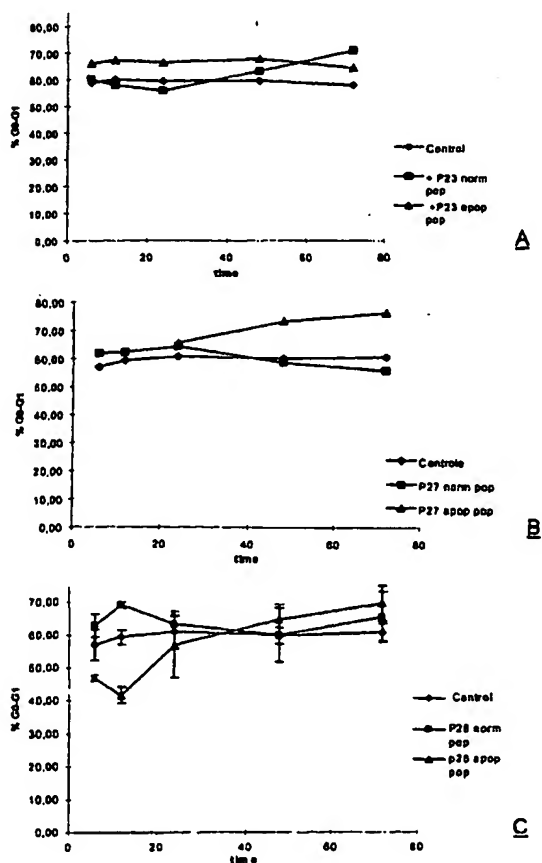 80,00
70,00
60,00
50,00
40,00
30,00
20,00
10,00
0,00
% G0-G1
0 20 40 60 80
time
Control
+ P23 norm
pop
+P23 apop
pop
A
80,00
70,00
60,00
50,00
40,00
30,00
20,00
10,00
0,00
% G0-G1
0 20 40 60 80
time
Controle
P27 norm pop
P27 apop pop
B
70,00
60,00
50,00
40,00
30,00
20,00
10,00
0,00
% G0-G1
0 20 40 60 80
time
Control
P28 norm
pop
p28 apop
pop
C